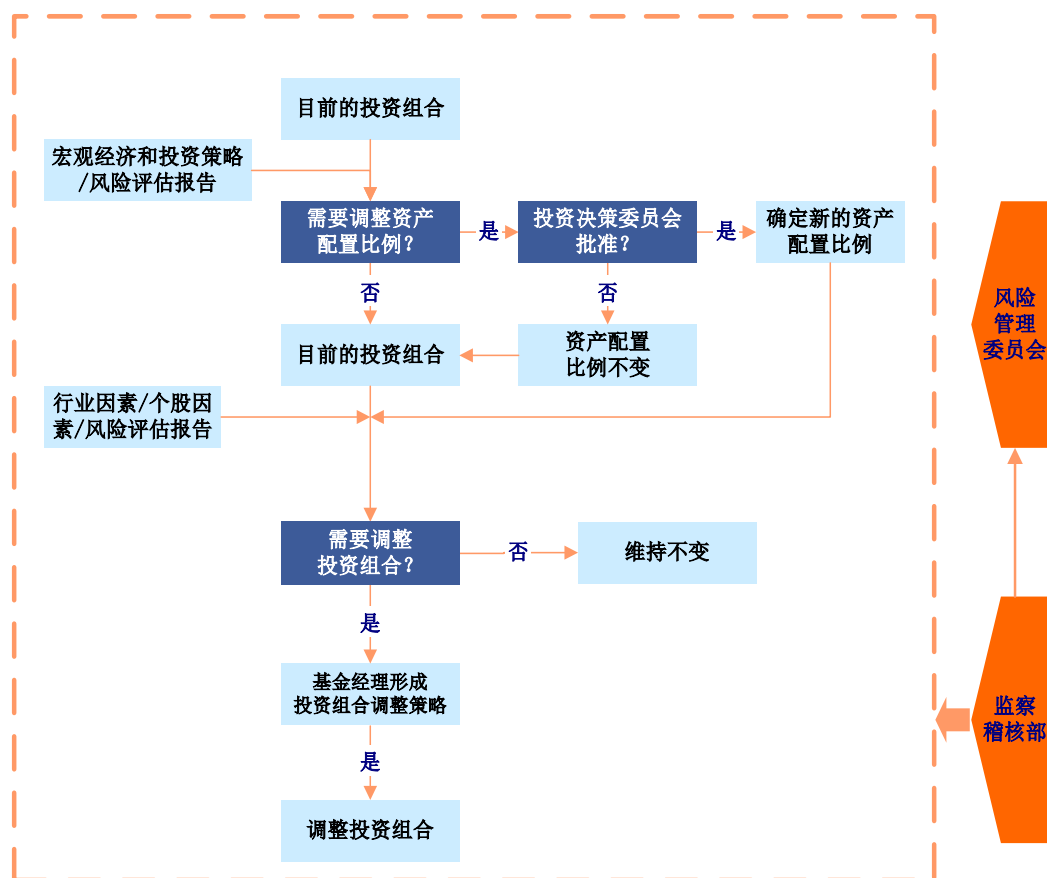 目前的投资组合
宏观经济和投资策略
/风险评估报告
需要调整资产
配置比例？
是
投资决策委员会
批准？
是
确定新的资产
配置比例
否
否
目前的投资组合
资产配置
比例不变
行业因素/个股因
素/风险评估报告
需要调整
投资组合？
否
维持不变
是
基金经理形成
投资组合调整策略
是
调整投资组合
风险
管理
委员会
监察
稽核部